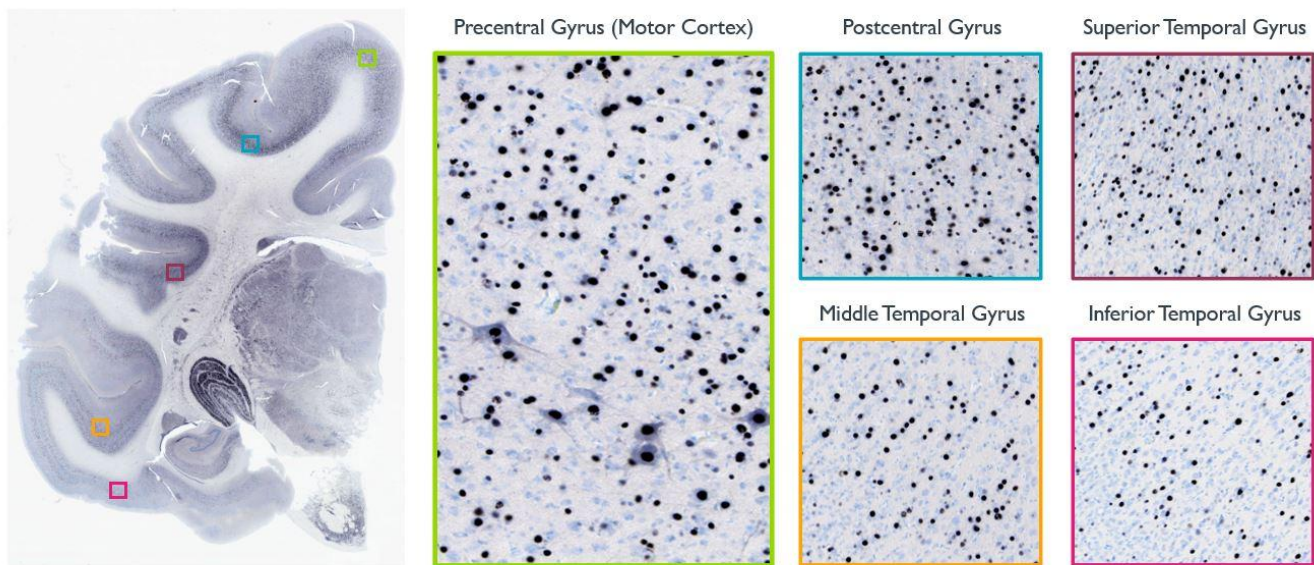 Precentral Gyrus (Motor Cortex)
Postcentral Gyrus
Superior Temporal Gyrus
Middle Temporal Gyrus
Inferior Temporal Gyrus